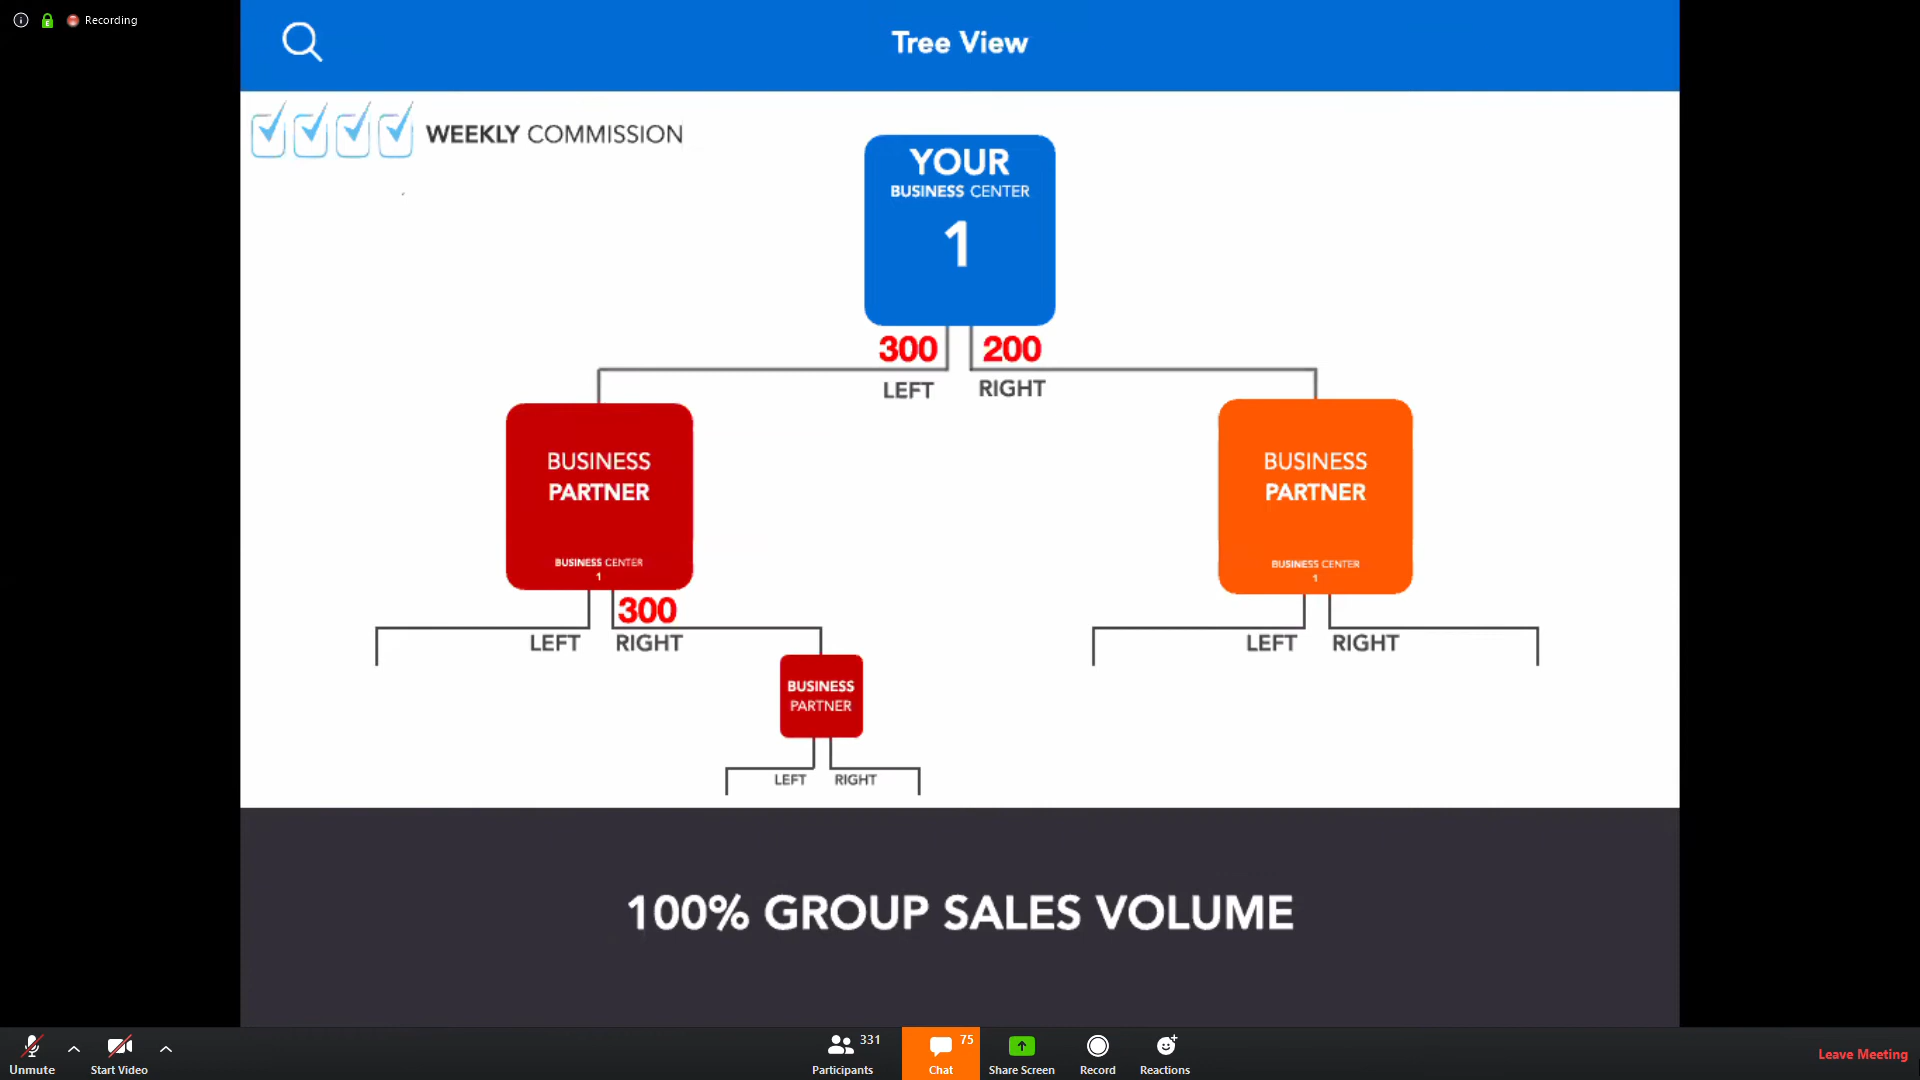 Recording
Tree View
WEEKLY COMMISSION
YOUR
BUSINESS CENTER
1
300 200
LEFT RIGHT
BUSINESS
PARTNER
BUSINESS CENTER
1
BUSINESS
PARTNER
BUSINESS CENTER
1
300
LEFT RIGHT
LEFT RIGHT
BUSINESS
PARTNER
LEFT RIGHT
100% GROUP SALES VOLUME
Unmute
Start Video
Participants 331
Chat 75
Share Screen
Record
Reactions
Leave Meeting